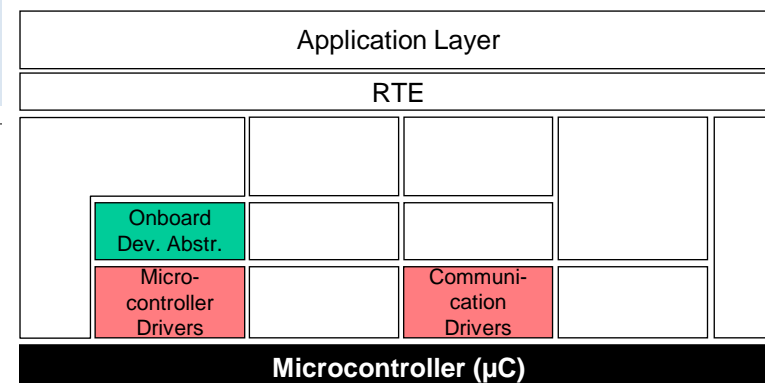 Application Layer
RTE
Onboard
Dev. Abstr.
Micro-
controller
Drivers
Communi-
cation
Drivers
Microcontroller (µC)